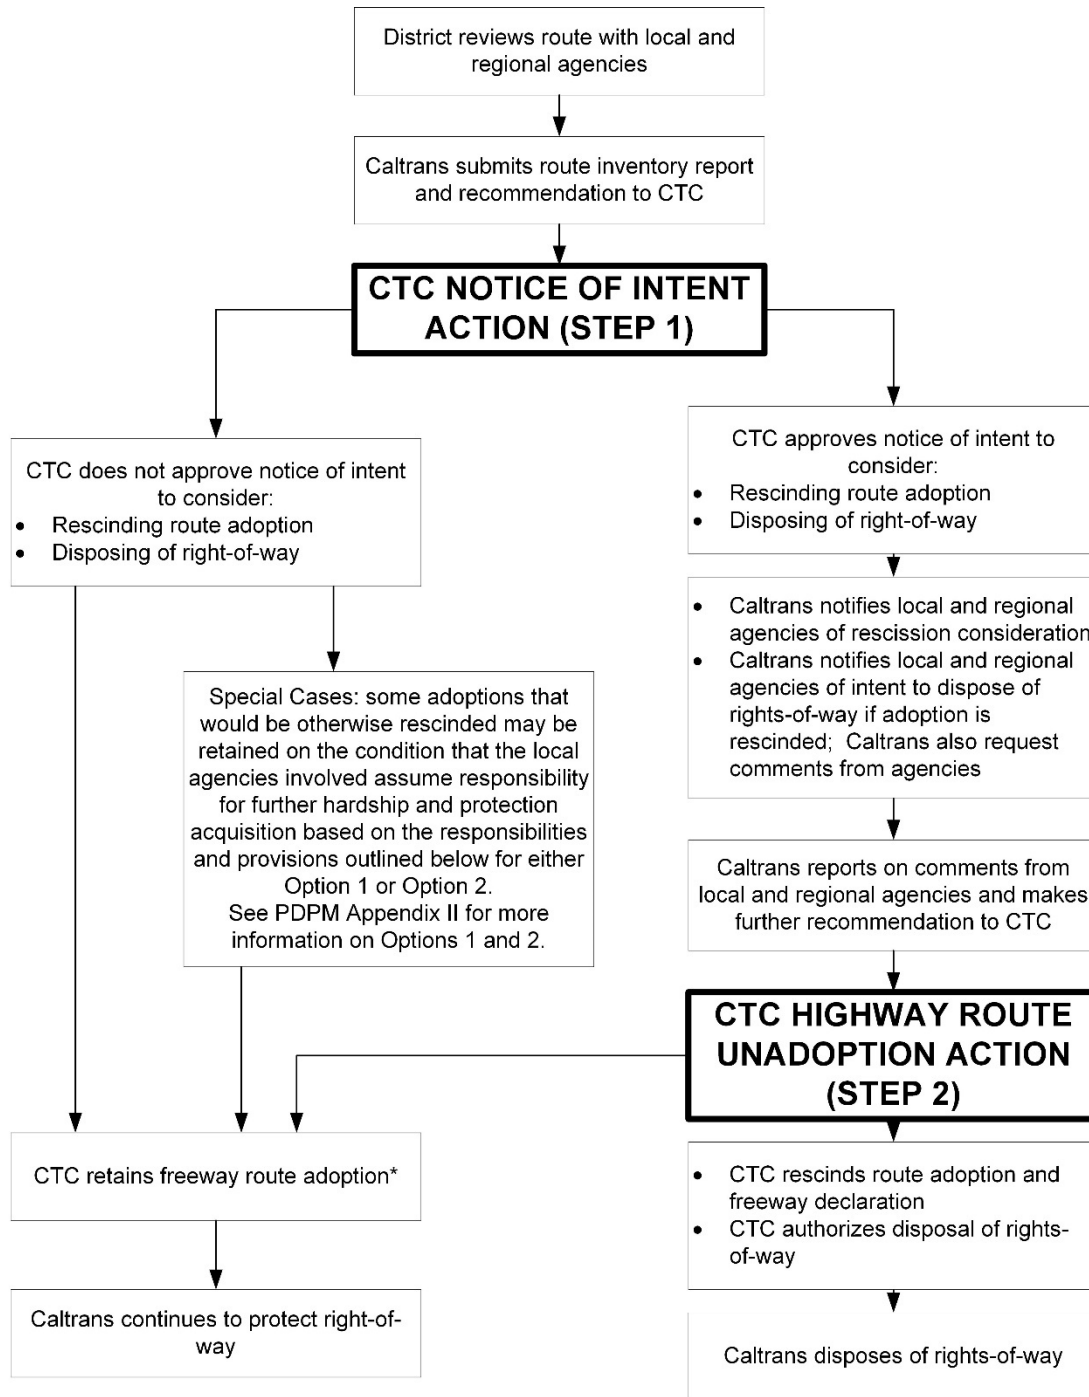 District reviews route with local and
regional agencies
Caltrans submits route inventory report
and recommendation to CTC
CTC NOTICE OF INTENT
ACTION (STEP 1)
CTC does not approve notice of intent
to consider:
• Rescinding route adoption
• Disposing of right-of-way
CTC approves notice of intent to
consider:
• Rescinding route adoption
• Disposing of right-of-way
• Caltrans notifies local and regional
agencies of rescission consideration
• Caltrans notifies local and regional
agencies of intent to dispose of
rights-of-way if adoption is
rescinded; Caltrans also request
comments from agencies
Special Cases: some adoptions that
would be otherwise rescinded may be
retained on the condition that the local
agencies involved assume responsibility
for further hardship and protection
acquisition based on the responsibilities
and provisions outlined below for either
Option 1 or Option 2.
See PDPM Appendix II for more
information on Options 1 and 2.
Caltrans reports on comments from
local and regional agencies and makes
further recommendation to CTC
CTC HIGHWAY ROUTE
UNADOPTION ACTION
(STEP 2)
CTC retains freeway route adoption*
• CTC rescinds route adoption and
freeway declaration
• CTC authorizes disposal of rights-
of-way
Caltrans continues to protect right-of-
way
Caltrans disposes of rights-of-way